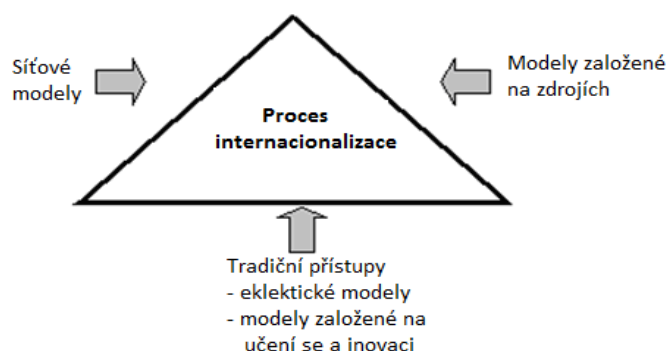 Síťové
modely
Modely založené
na zdrojích
Proces
internacionalizace
Tradiční přístupy
- eklektické modely
- modely založené na
učení se a inovaci